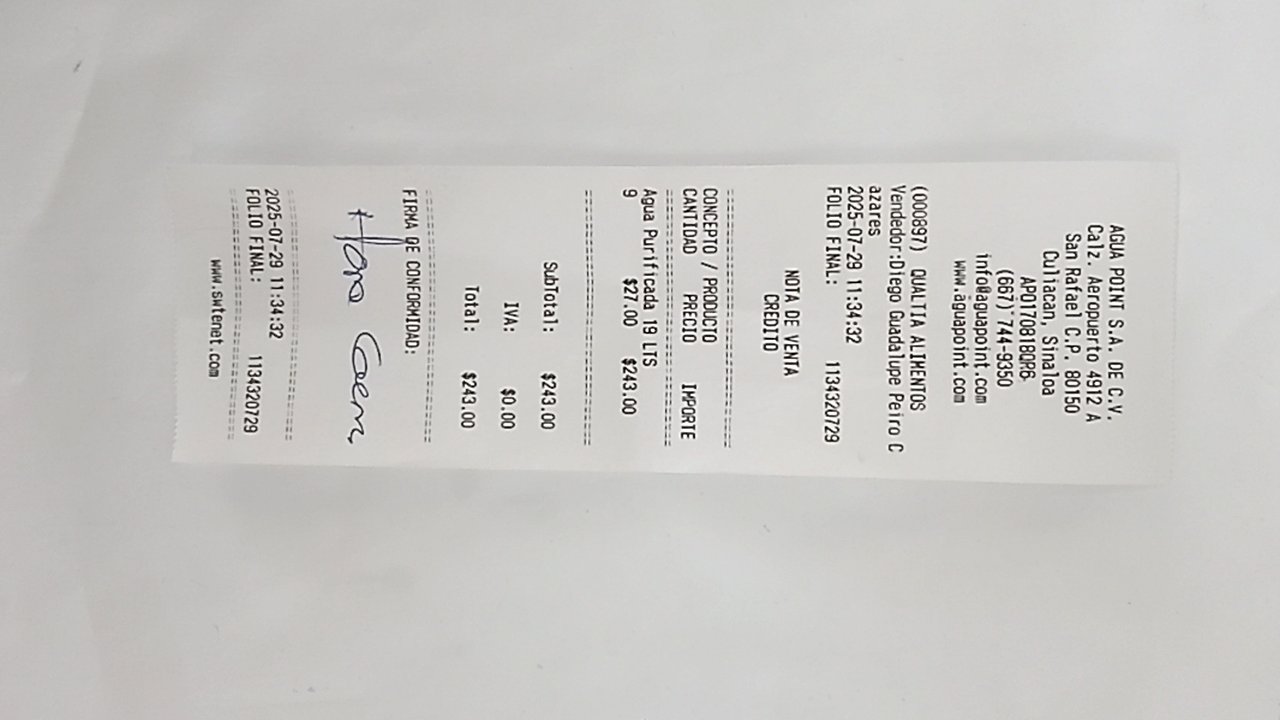 AGUA POINT S.A. DE C.V.
Calz. Aeropuerto 4912 A
San Rafael C.P. 80150
Culiacan, Sinaloa
APO170818QR6
(667) 744-9350
info@aguapoint.com
www.aguapoint.com
(000897) QUALTIA ALIMENTOS
Vendedor:Diego Guadalupe Peiro C
azares
2025-07-29 11:34:32
FOLIO FINAL: 1134320729
NOTA DE VENTA
CREDITO
CONCEPTO / PRODUCTO
CANTIDAD PRECIO IMPORTE
Agua Purificada 19 LTS
9 $27.00 $243.00
SubTotal: $243.00
IVA: $0.00
Total: $243.00
FIRMA DE CONFORMIDAD:
2025-07-29 11:34:32
FOLIO FINAL: 1134320729
www.swtenet.com